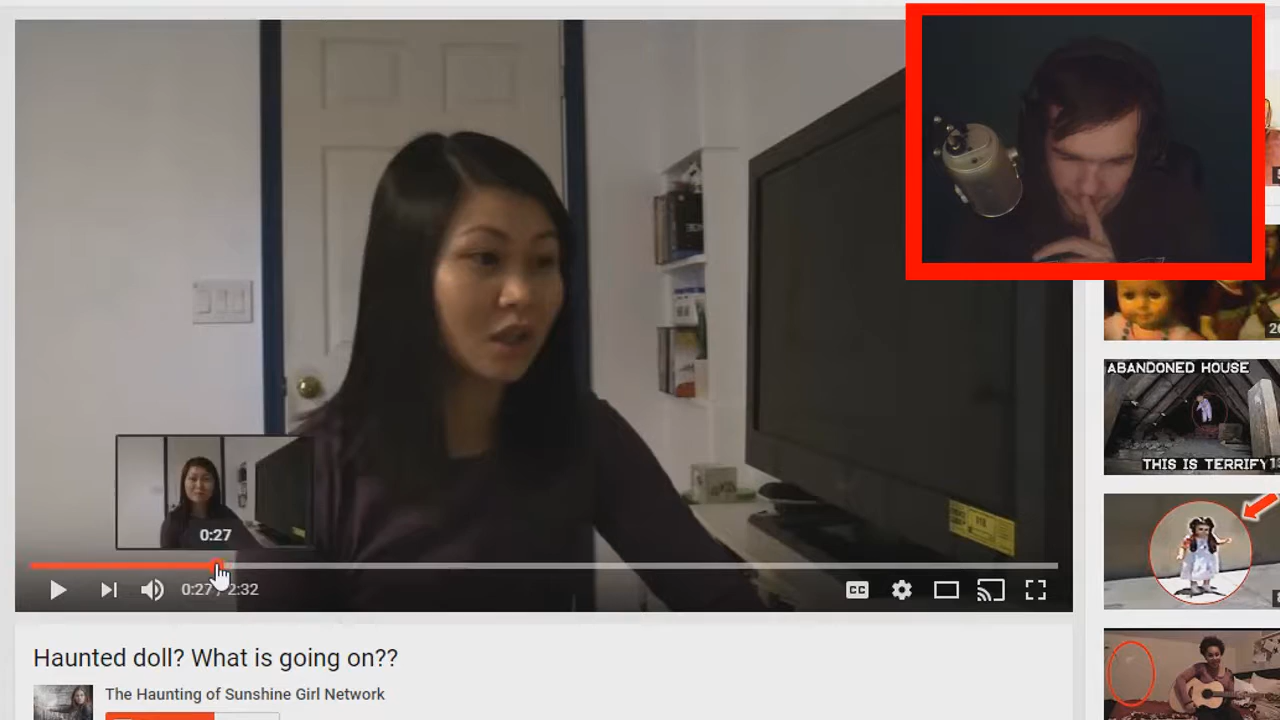 0:27
0:27 / 2:32
CC
Haunted doll? What is going on??
The Haunting of Sunshine Girl Network
ABANDONED HOUSE
THIS IS TERRIFY